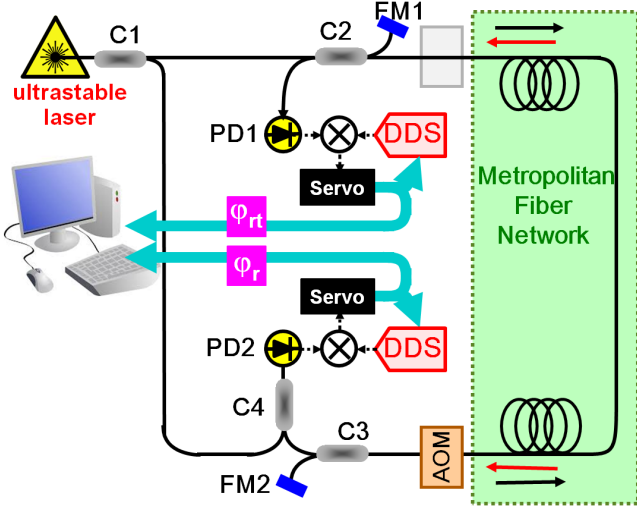 FM1
C1
C2
ultrastable
laser
PD1
DDS
Servo
Metropolitan
Fiber
Network
φrt
φr
Servo
PD2
DDS
C4
C3
AOM
FM2